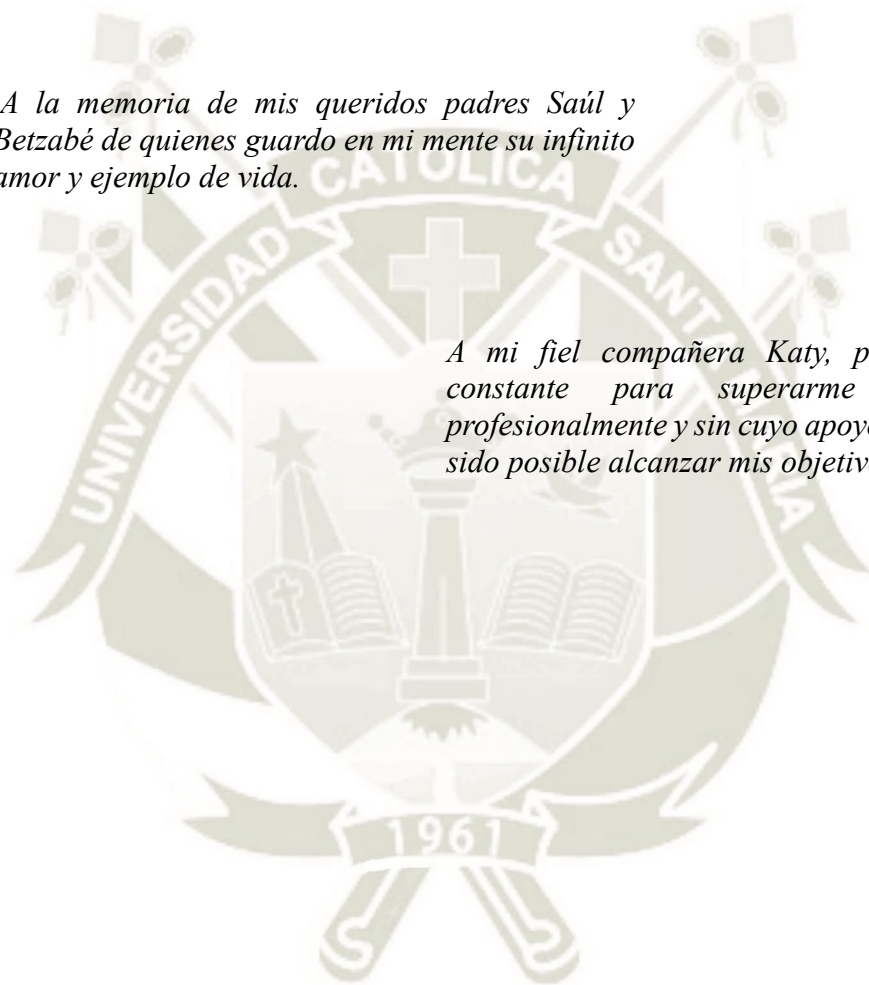 A la memoria de mis queridos padres Saúl y
Betzabé de quienes guardo en mi mente su infinito
amor y ejemplo de vida.
A mi fiel compañera Katy,
constante para superarme
profesionalmente y sin cuyo
sido posible alcanzar mis
UNIVERSIDAD CATOLICA SANTA MARIA
1961